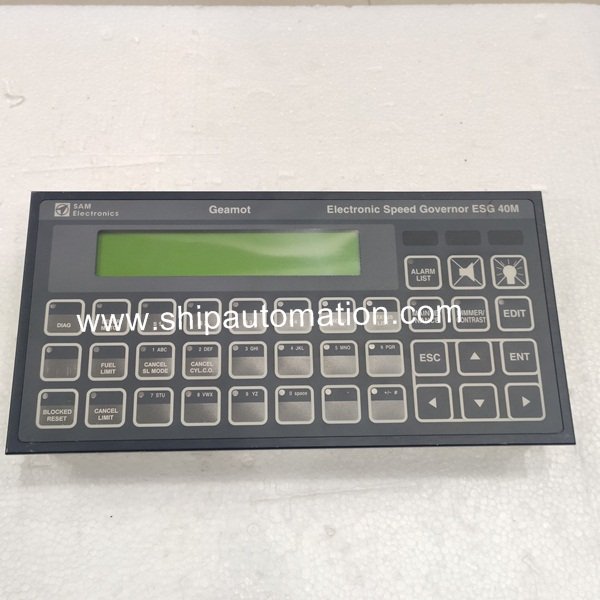 SAM
Electronics
Geamot
Electronic Speed Governor ESG 40M
ALARM
LIST
www.shipautomation.com
DIAG
DIMMER/
CONTRAST
EDIT
FUEL
LIMIT
1 ABC
CANCEL
SL MODE
2 DEF
CANCEL
CYL.C.O.
3 GHI
4 JKL
5 MNO
6 PQR
ESC
ENT
BLOCKED
RESET
CANCEL
LIMIT
7 STU
8 VWX
9 YZ
0 space
.
+/- #